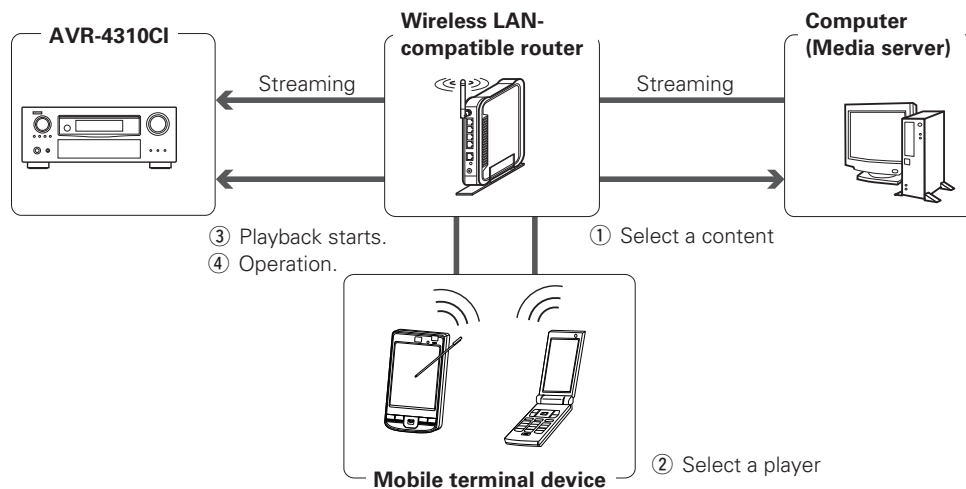 AVR-4310CI
Wireless LAN-
compatible router
Computer
(Media server)
Streaming
Streaming
③ Playback starts.
④ Operation.
① Select a content
② Select a player
Mobile terminal device